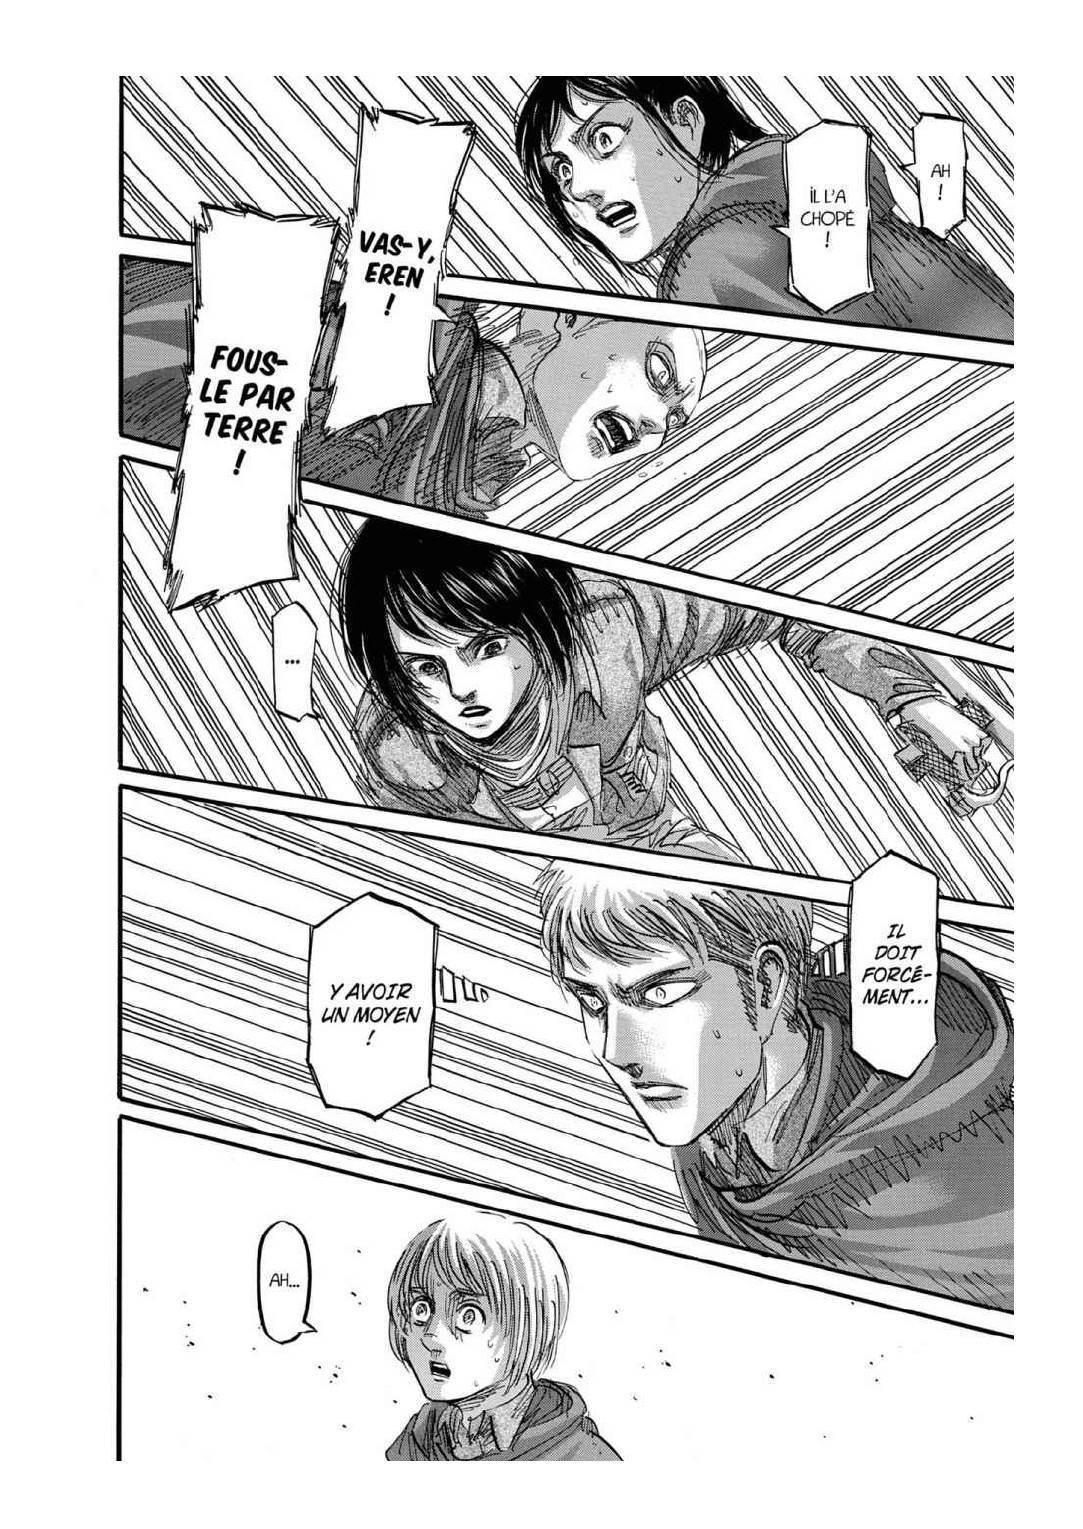 AH
!
IL L'A
CHOPÉ
!
VAS-Y,
EREN
!
FOUS-
LE PAR
TERRE
!
...
IL
DOIT
FORCÉ-
MENT...
Y AVOIR
UN MOYEN
!
AH...